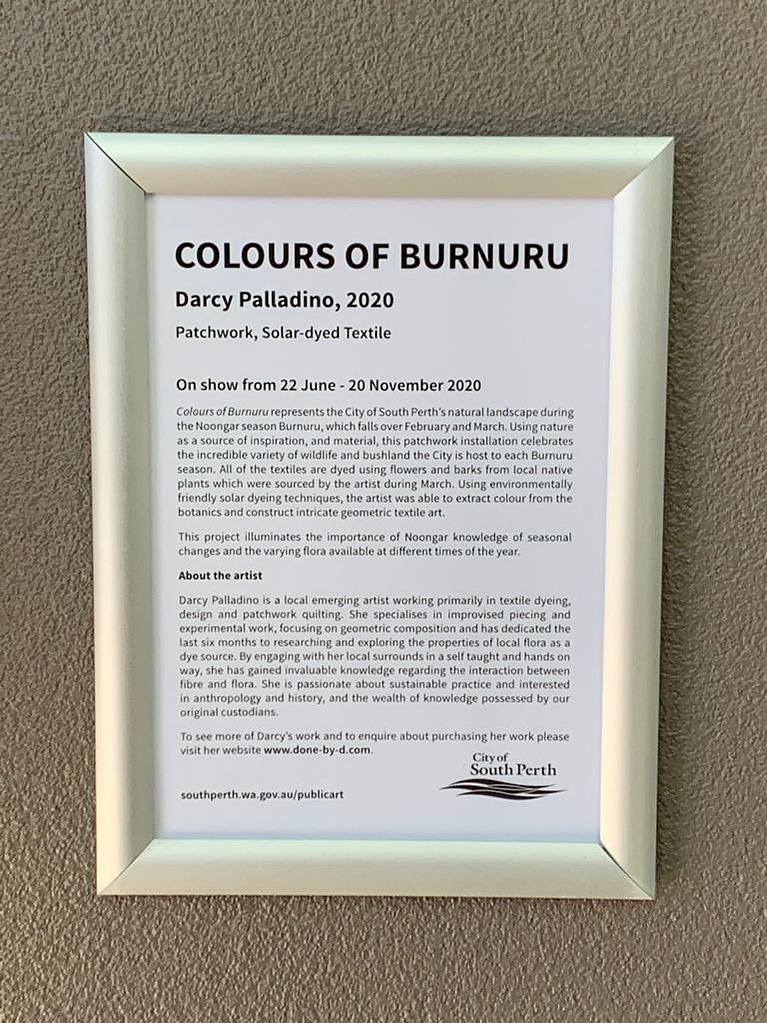 COLOURS OF BURNURU
Darcy Palladino, 2020
Patchwork, Solar-dyed Textile
On show from 22 June - 20 November 2020
Colours of Burnuru represents the City of South Perth's natural landscape during
the Noongar season Burnuru, which falls over February and March. Using nature
as a source of inspiration, and material, this patchwork installation celebrates
the incredible variety of wildlife and bushland the City is host to each Burnuru
season. All of the textiles are dyed using flowers and barks from local native
plants which were sourced by the artist during March. Using environmentally
friendly solar dyeing techniques, the artist was able to extract colour from the
botanics and construct intricate geometric textile art.
This project illuminates the importance of Noongar knowledge of seasonal
changes and the varying flora available at different times of the year.
About the artist
Darcy Palladino is a local emerging artist working primarily in textile dyeing,
design and patchwork quilting. She specialises in improvised piecing and
experimental work, focusing on geometric composition and has dedicated the
last six months to researching and exploring the properties of local flora as a
dye source. By engaging with her local surrounds in a self taught and hands on
way, she has gained invaluable knowledge regarding the interaction between
fibre and flora. She is passionate about sustainable practice and interested
in anthropology and history, and the wealth of knowledge possessed by our
original custodians.
To see more of Darcy's work and to enquire about purchasing her work please
visit her website www.done-by-d.com.
City of
South Perth
southperth.wa.gov.au/publicart